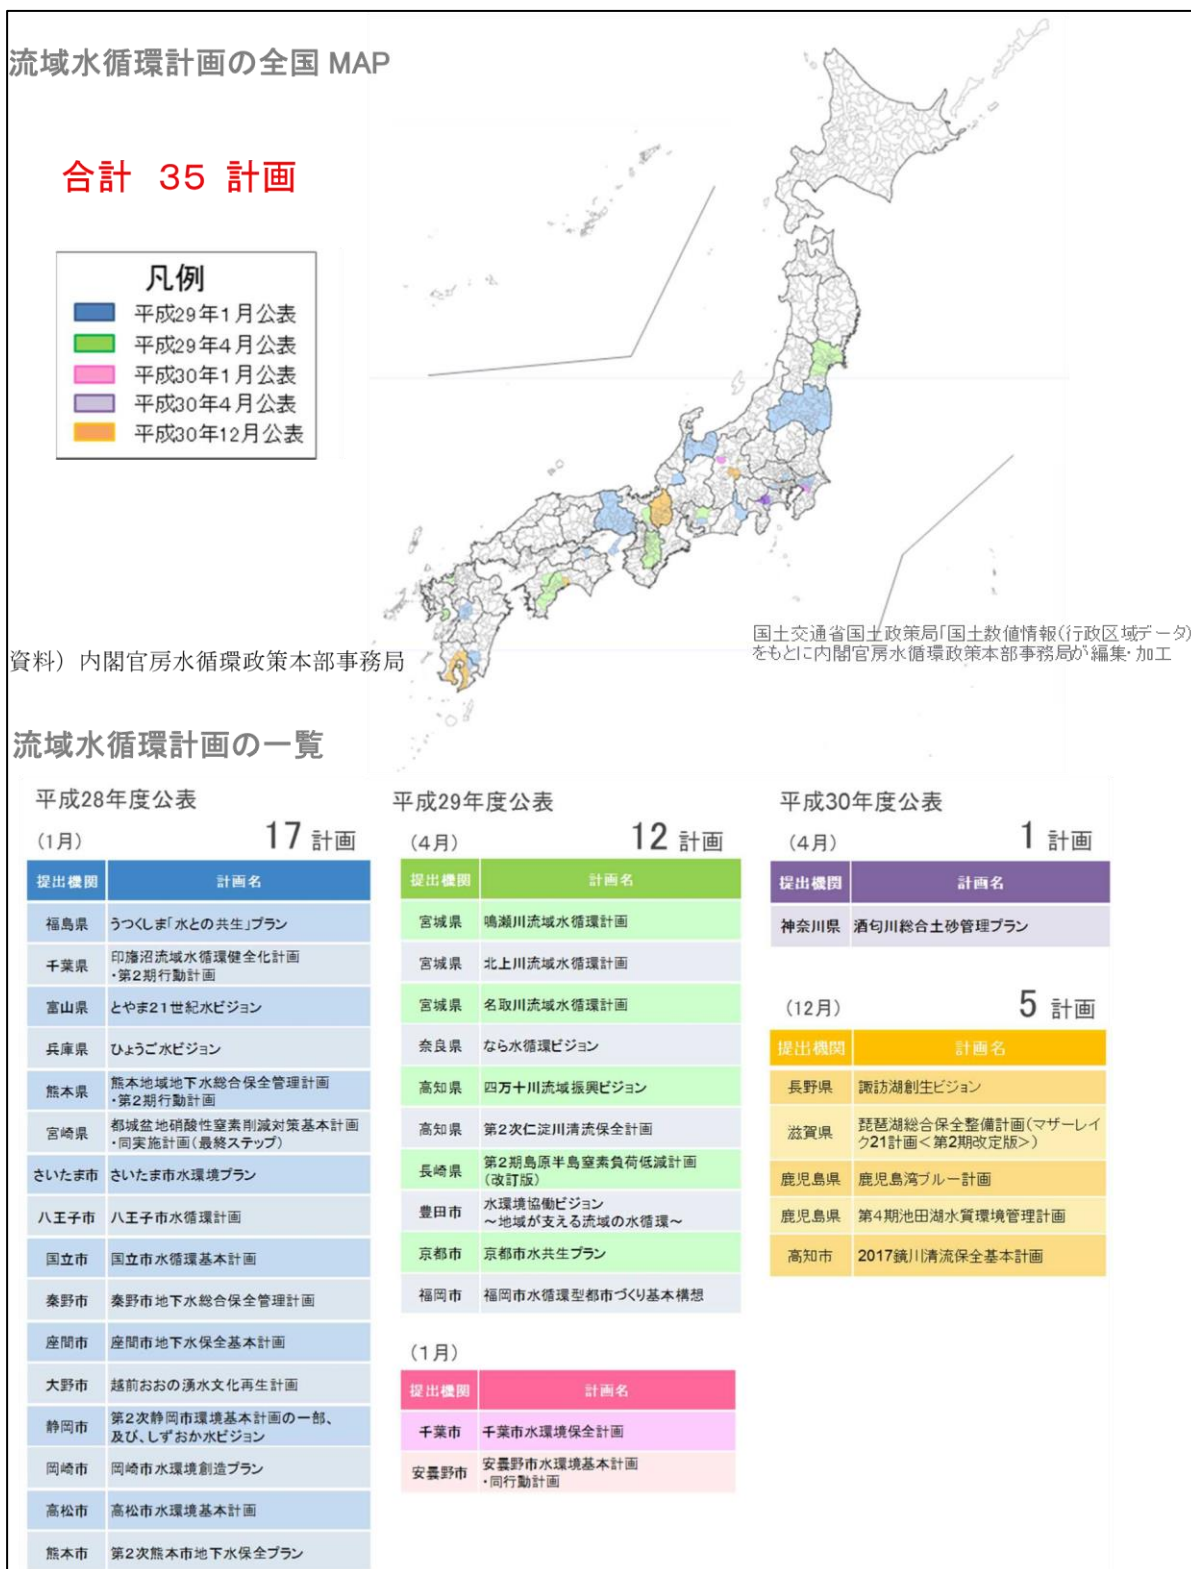 流域水循環計画の全国 MAP
合計 35 計画
凡例
平成29年1月公表
平成29年4月公表
平成30年1月公表
平成30年4月公表
平成30年12月公表
国土交通省国土政策局「国土数値情報(行政区域データ)
をもとに内閣官房水循環政策本部事務局が編集・加工
資料）内閣官房水循環政策本部事務局
流域水循環計画の一覧
平成28年度公表
(1月) 17 計画
提出機関 計画名
福島県 うつくしま「水との共生」プラン
千葉県 印旛沼流域水循環健全化計画
・第2期行動計画
富山県 とやま21世紀水ビジョン
兵庫県 ひょうご水ビジョン
熊本県 熊本地域地下水総合保全管理計画
・第2期行動計画
宮崎県 都城盆地硝酸性窒素削減対策基本計画
・同実施計画(最終ステップ)
さいたま市 さいたま市水環境プラン
八王子市 八王子市水循環計画
国立市 国立市水循環基本計画
秦野市 秦野市地下水総合保全管理計画
座間市 座間市地下水保全基本計画
大野市 越前おおの湧水文化再生計画
静岡市 第2次静岡市環境基本計画の一部、
及び、しずおか水ビジョン
岡崎市 岡崎市水環境創造プラン
高松市 高松市水環境基本計画
熊本市 第2次熊本市地下水保全プラン
平成29年度公表
(4月) 12 計画
提出機関 計画名
宮城県 鳴瀬川流域水循環計画
宮城県 北上川流域水循環計画
宮城県 名取川流域水循環計画
奈良県 なら水循環ビジョン
高知県 四万十川流域振興ビジョン
高知県 第2次仁淀川清流保全計画
長崎県 第2期島原半島窒素負荷低減計画
(改訂版)
豊田市 水環境協働ビジョン
～地域が支える流域の水循環～
京都市 京都市水共生プラン
福岡市 福岡市水循環型都市づくり基本構想
(1月)
提出機関 計画名
千葉市 千葉市水環境保全計画
安曇野市 安曇野市水環境基本計画
・同行動計画
平成30年度公表
(4月) 1 計画
提出機関 計画名
神奈川県 酒匂川総合土砂管理プラン
(12月) 5 計画
提出機関 計画名
長野県 諏訪湖創生ビジョン
滋賀県 琵琶湖総合保全整備計画(マザーレイ
ク21計画<第2期改定版>)
鹿児島県 鹿児島湾ブルー計画
鹿児島県 第4期池田湖水質環境管理計画
高知市 2017鏡川清流保全基本計画